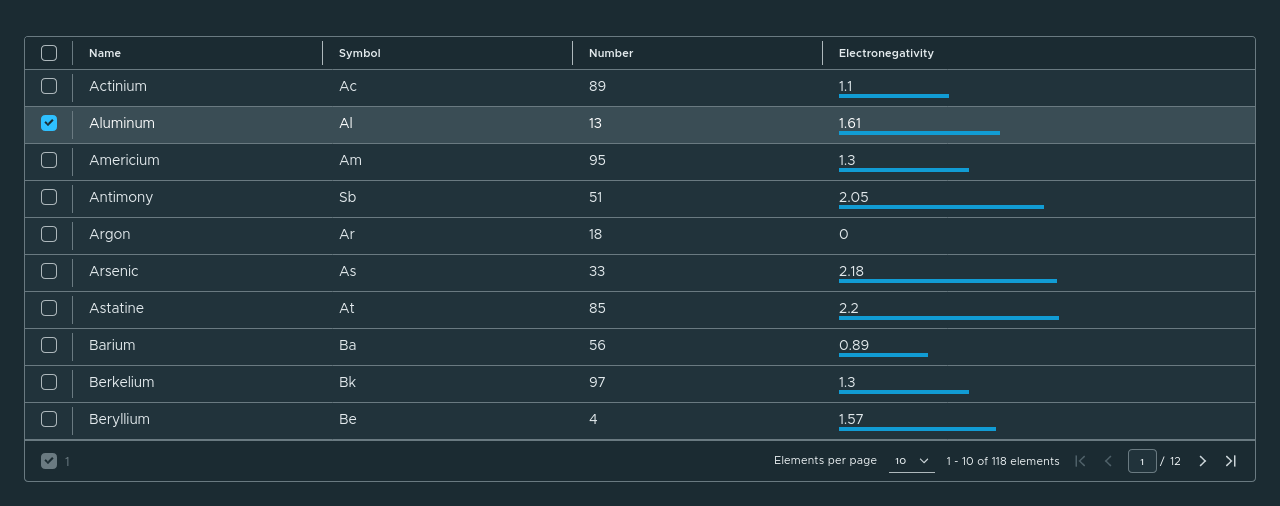 Name Symbol Number Electronegativity
Actinium Ac 89 1.1
Aluminum Al 13 1.61
Americium Am 95 1.3
Antimony Sb 51 2.05
Argon Ar 18 0
Arsenic As 33 2.18
Astatine At 85 2.2
Barium Ba 56 0.89
Berkelium Bk 97 1.3
Beryllium Be 4 1.57
1 Elements per page 10 1 - 10 of 118 elements 1 / 12